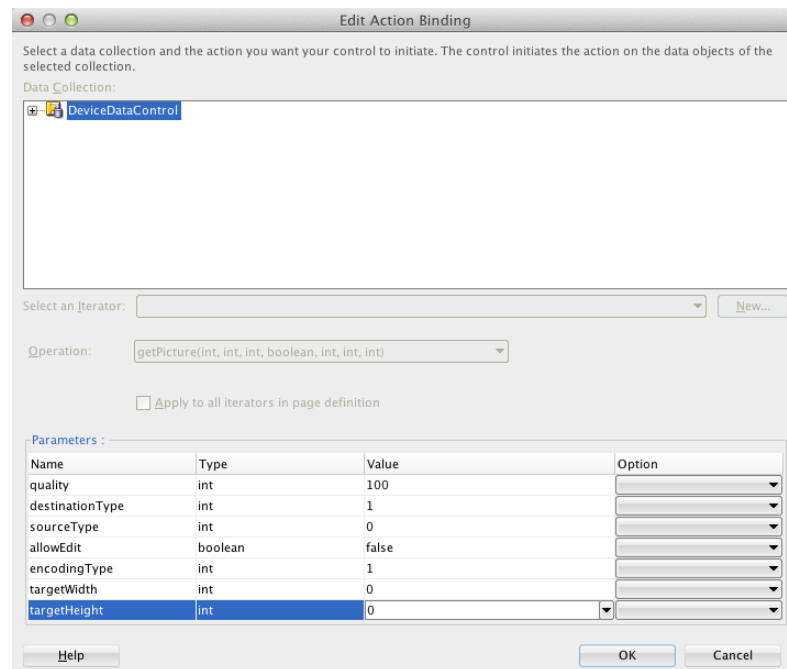 Edit Action Binding
Select a data collection and the action you want your control to initiate. The control initiates the action on the data objects of the
selected collection.
Data Collection:
DeviceDataControl
Select an Iterator: New...
Operation: getPicture(int, int, int, boolean, int, int, int)
Apply to all iterators in page definition
Parameters :
Name Type Value Option
quality int 100
destinationType int 1
sourceType int 0
allowEdit boolean false
encodingType int 1
targetWidth int 0
targetHeight int 0
Help OK Cancel